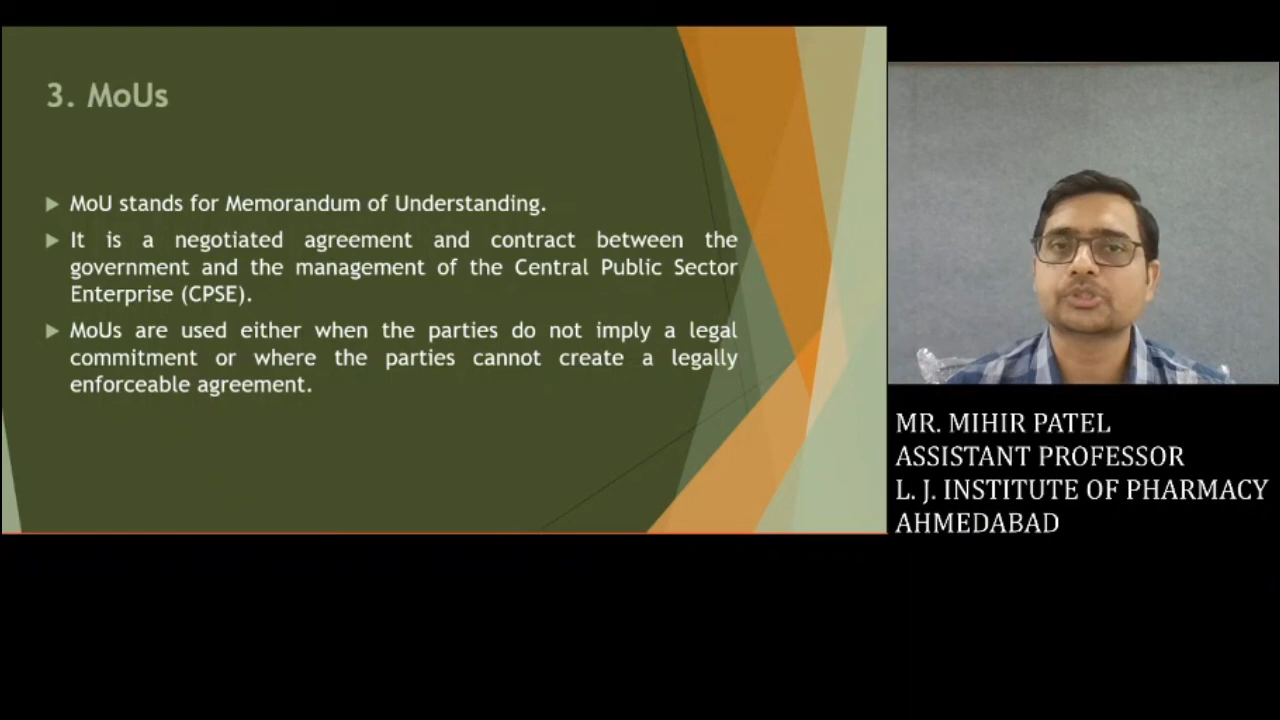 3. MoUs
MoU stands for Memorandum of Understanding.
It is a negotiated agreement and contract between the
government and the management of the Central Public Sector
Enterprise (CPSE).
MoUs are used either when the parties do not imply a legal
commitment or where the parties cannot create a legally
enforceable agreement.
MR. MIHIR PATEL
ASSISTANT PROFESSOR
L. J. INSTITUTE OF PHARMACY
AHMEDABAD